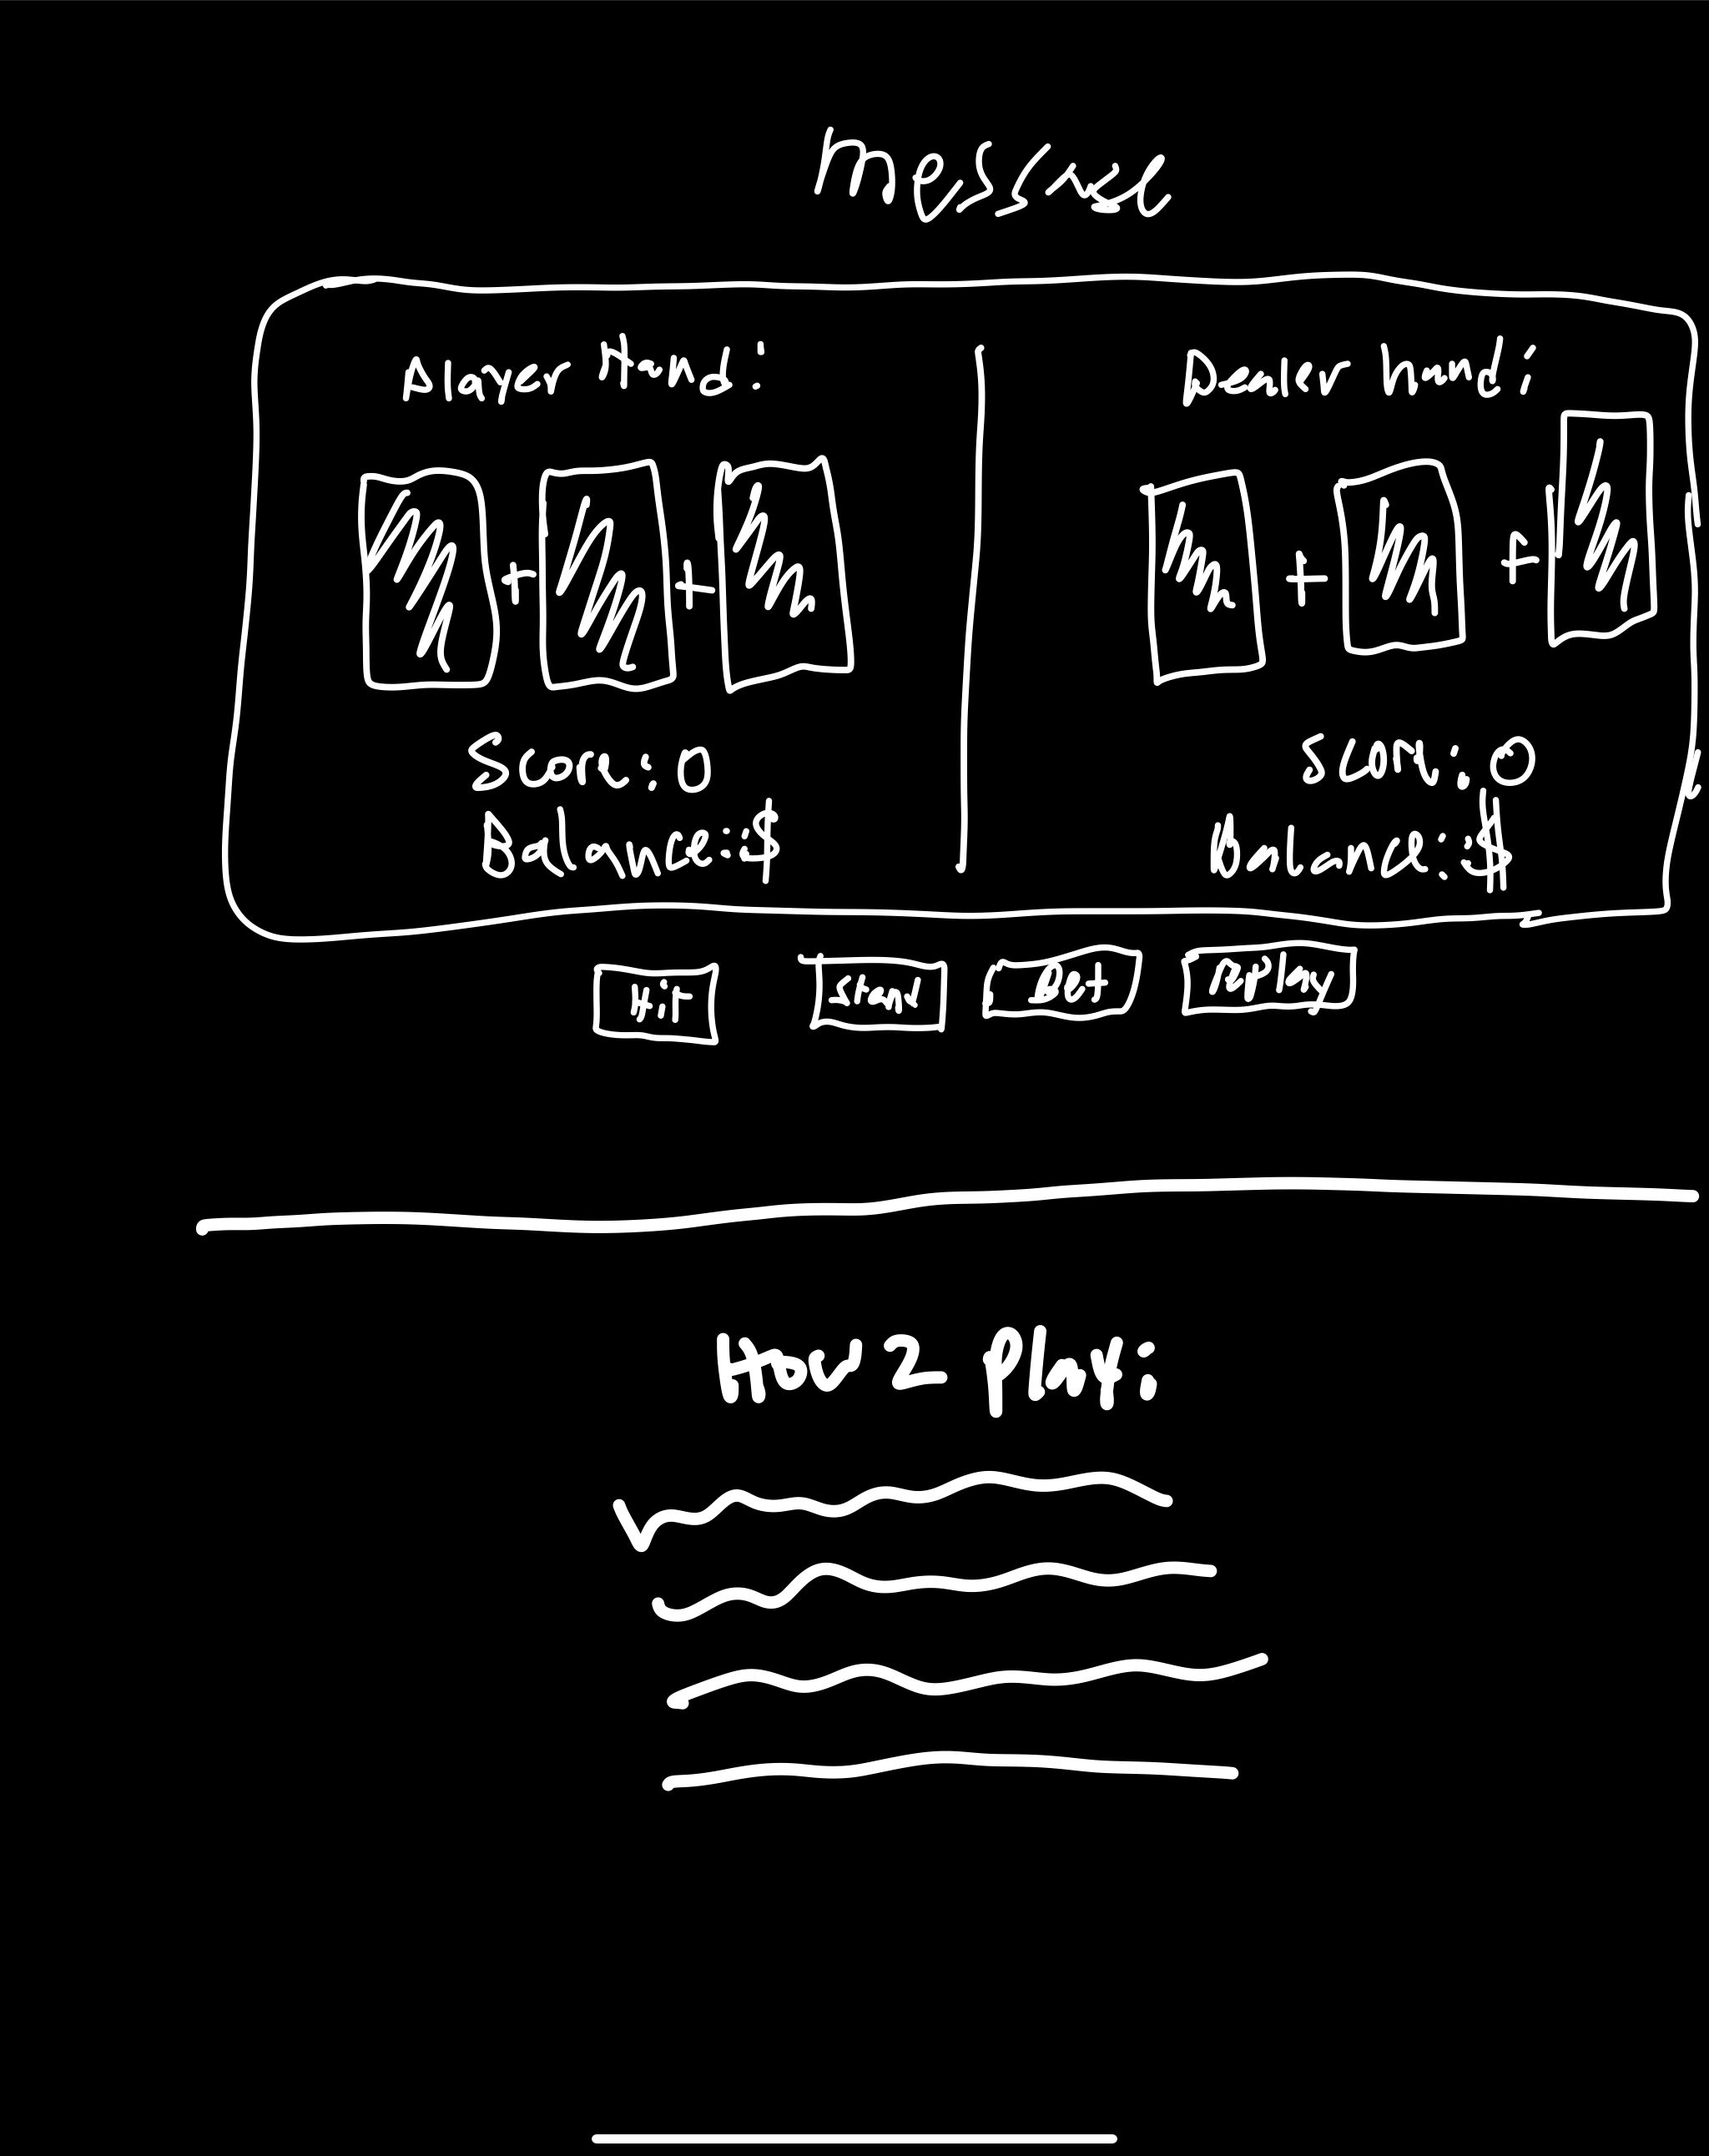 message
Player Hand:
Dealer hand:
+ +
+ +
Score: 0
Score: 0
Balance: $
Balance: $
Hit
Stand
Bet
Replay
How 2 play: